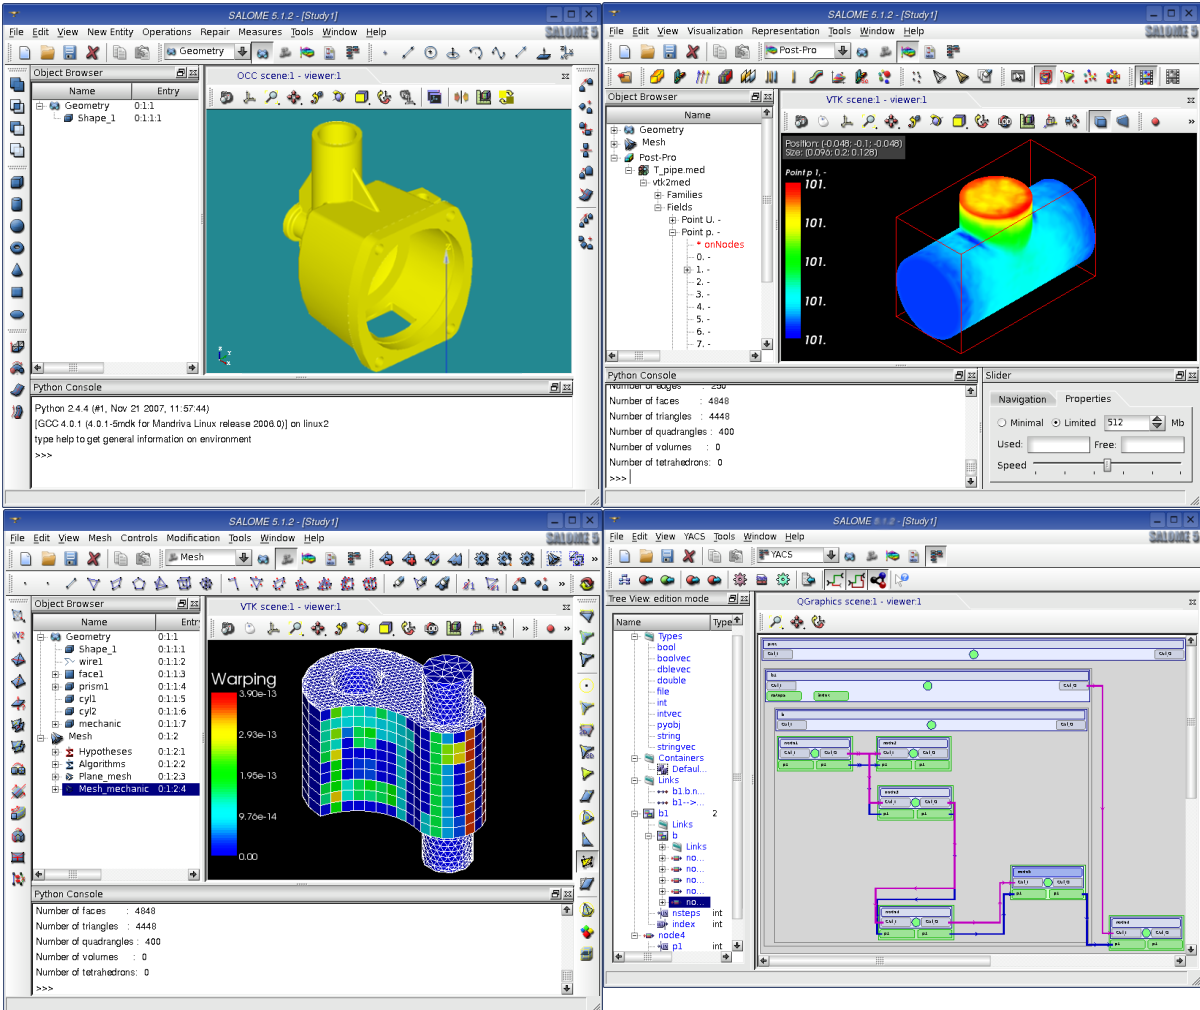 SALOME 5.1.2 - [Study1]
File Edit View New Entity Operations Repair Measures Tools Window Help
SALOME 5
Geometry
Object Browser
OCC scene:1 - viewer:1
Name Entry
Geometry 0:1:1
Shape_1 0:1:1:1
Python Console
Python 2.4.4 (#1, Nov 21 2007, 11:57:44)
[GCC 4.0.1 (4.0.1-5mdk for Mandriva Linux release 2006.0)] on linux2
type help to get general information on environment
>>>
SALOME 5.1.2 - [Study1]
File Edit View Visualization Representation Tools Window Help
SALOME 5
Post-Pro
Object Browser
VTK scene:1 - viewer:1
Name
Geometry
Mesh
Post-Pro
T_pipe.med
vtk2med
Families
Fields
Point U. -
Point p. -
* onNodes
0. -
1. -
2. -
3. -
4. -
5. -
6. -
7. -
Position: (-0.048; -0.1; -0.048)
Size: (0.096; 0.2; 0.128)
Point p 1, -
101.
101.
101.
101.
101.
Python Console
Number of edges : 250
Number of faces : 4848
Number of triangles : 4448
Number of quadrangles : 400
Number of volumes : 0
Number of tetrahedrons: 0
>>>
Slider
Navigation Properties
Minimal Limited 512 Mb
Used: Free:
Speed
SALOME 5.1.2 - [Study1]
File Edit View Mesh Controls Modification Tools Window Help
SALOME 5
Mesh
Object Browser
VTK scene:1 - viewer:1
Name Entry
Geometry 0:1:1
Shape_1 0:1:1:1
wire1 0:1:1:2
face1 0:1:1:3
prism1 0:1:1:4
cyl1 0:1:1:5
cyl2 0:1:1:6
mechanic 0:1:1:7
Mesh 0:1:2
Hypotheses 0:1:2:1
Algorithms 0:1:2:2
Plane_mesh 0:1:2:3
Mesh_mechanic 0:1:2:4
Warping
3.90e-13
2.93e-13
1.95e-13
9.76e-14
0.00
Python Console
Number of faces : 4848
Number of triangles : 4448
Number of quadrangles : 400
Number of volumes : 0
Number of tetrahedrons: 0
>>>
SALOME 5.1.2 - [Study1]
File Edit View YACS Tools Window Help
SALOME 5
YACS
Tree View: edition mode
QGraphics scene:1 - viewer:1
Name Type
Types
bool
boolvec
dblevec
double
file
int
intvec
pyobj
string
stringvec
Containers
Defaul...
Links
b1.b.n...
b1-->...
b1 2
Links
b
Links
no...
no...
no...
no...
no...
nsteps int
index int
node4
p1 int